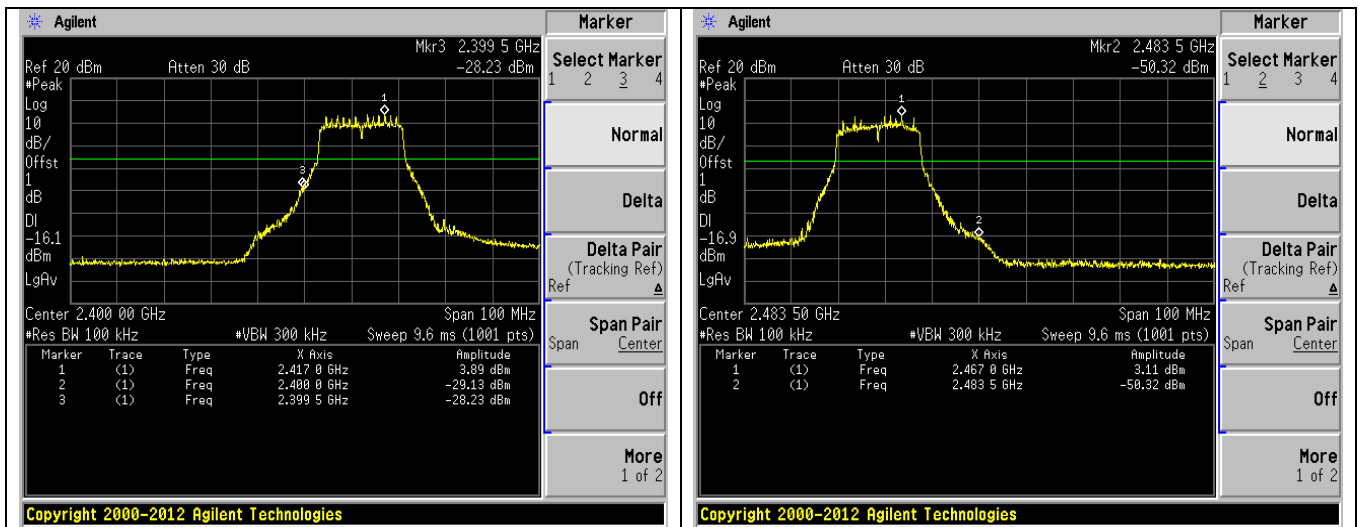 Agilent
Marker
Mkr3 2.399 5 GHz
Ref 20 dBm Atten 30 dB -28.23 dBm
#Peak
Log
10
dB/
Offst
1
dB
DI
-16.1
dBm
LgAv
1
3
Center 2.400 00 GHz Span 100 MHz
#Res BW 100 kHz #VBW 300 kHz Sweep 9.6 ms (1001 pts)
Marker Trace Type X Axis Amplitude
1 (1) Freq 2.417 0 GHz 3.89 dBm
2 (1) Freq 2.400 0 GHz -29.13 dBm
3 (1) Freq 2.399 5 GHz -28.23 dBm
Select Marker
1 2 3 4
Normal
Delta
Delta Pair
(Tracking Ref)
Ref Δ
Span Pair
Span Center
Off
More
1 of 2
Copyright 2000-2012 Agilent Technologies
Agilent
Marker
Mkr2 2.483 5 GHz
Ref 20 dBm Atten 30 dB -50.32 dBm
#Peak
Log
10
dB/
Offst
1
dB
DI
-16.9
dBm
LgAv
1
2
Center 2.483 50 GHz Span 100 MHz
#Res BW 100 kHz #VBW 300 kHz Sweep 9.6 ms (1001 pts)
Marker Trace Type X Axis Amplitude
1 (1) Freq 2.467 0 GHz 3.11 dBm
2 (1) Freq 2.483 5 GHz -50.32 dBm
Select Marker
1 2 3 4
Normal
Delta
Delta Pair
(Tracking Ref)
Ref Δ
Span Pair
Span Center
Off
More
1 of 2
Copyright 2000-2012 Agilent Technologies